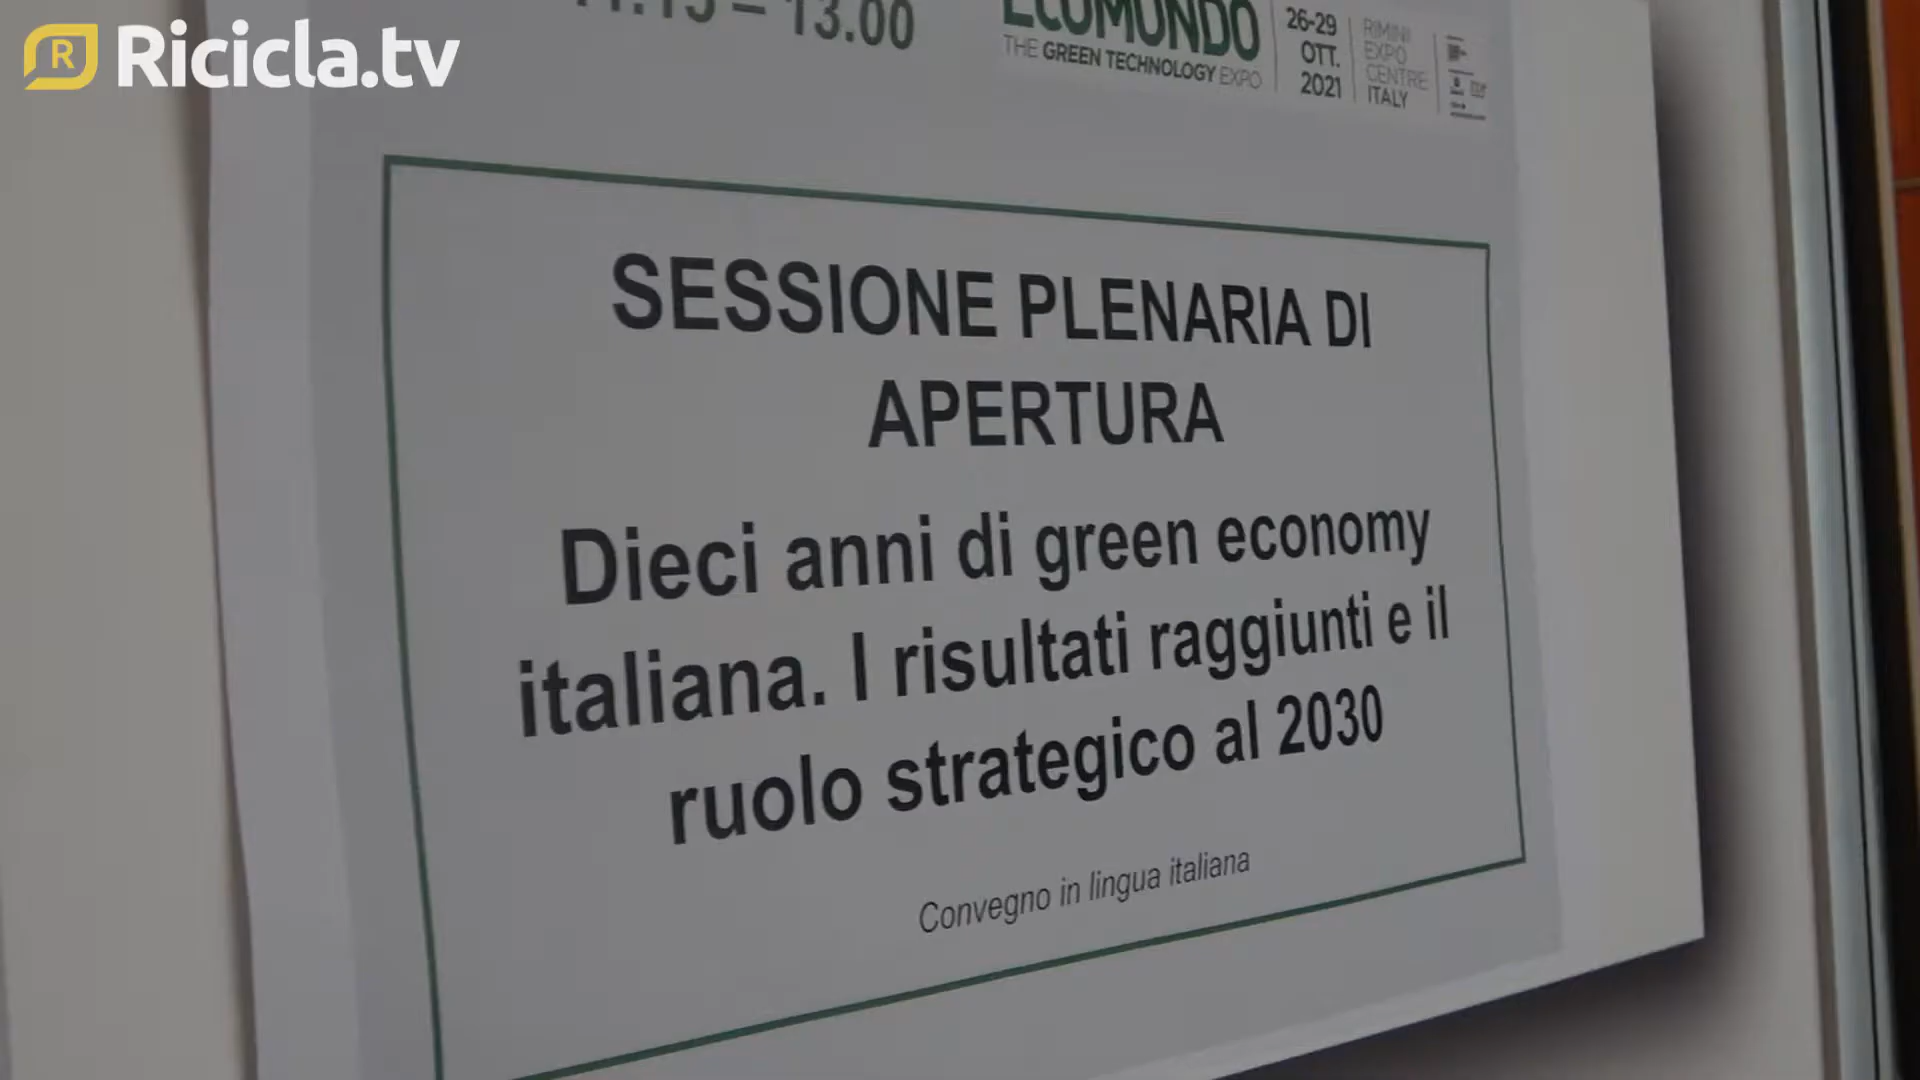 Ricicla.tv
– 13.00
ECOMUNDO
THE GREEN TECHNOLOGY EXPO
26-29
OTT.
2021
RIMINI
EXPO
CENTRE
ITALY
SESSIONE PLENARIA DI
APERTURA
Dieci anni di green economy
italiana. I risultati raggiunti e il
ruolo strategico al 2030
Convegno in lingua italiana